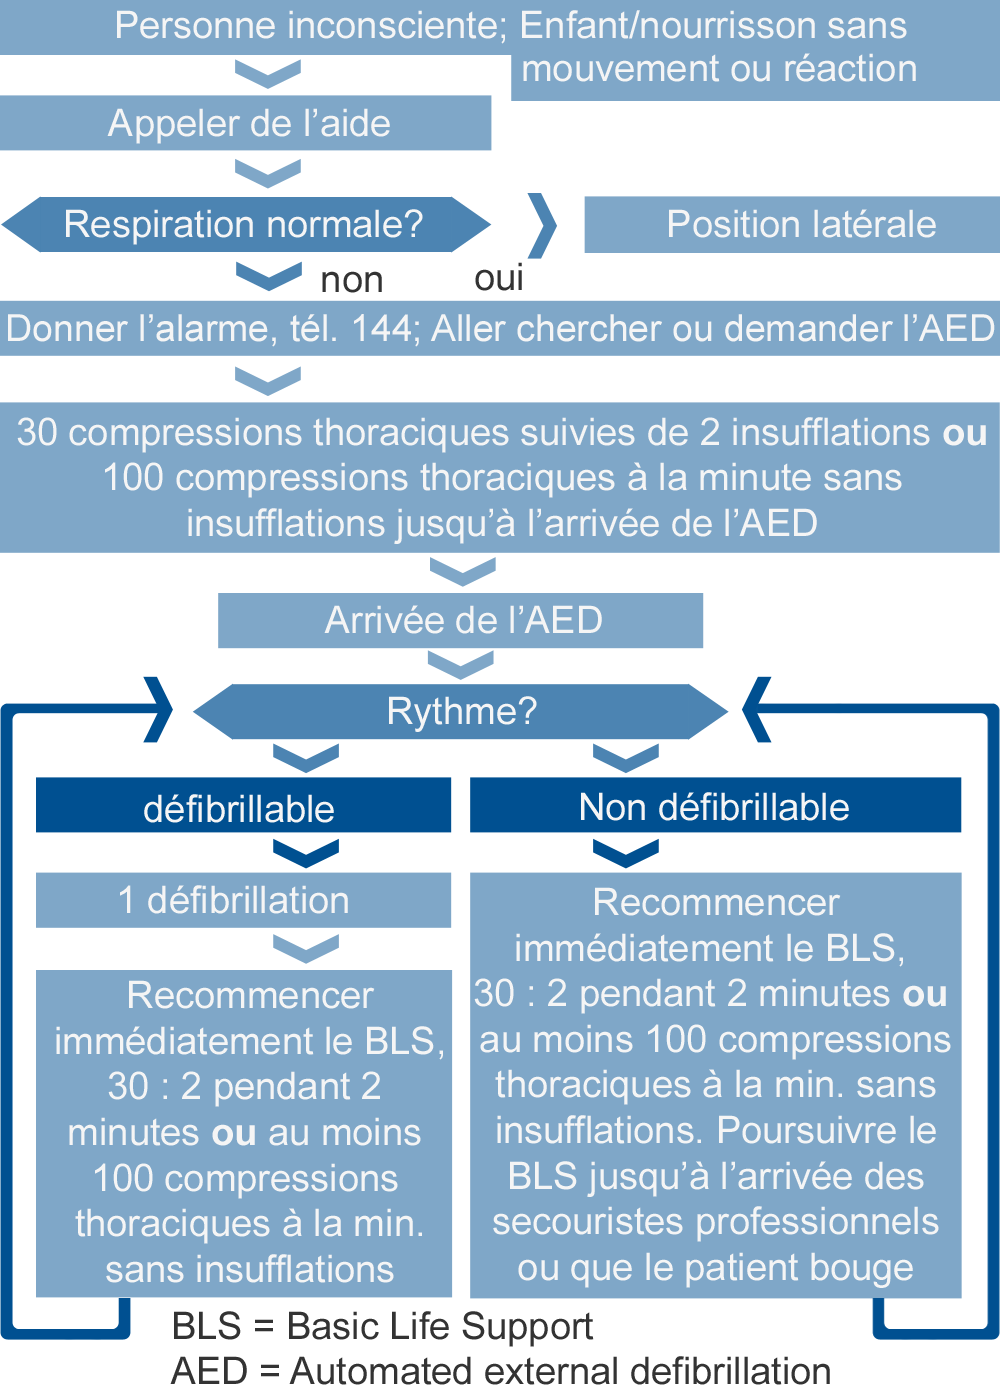 Personne inconsciente; Enfant/nourrisson sans
mouvement ou réaction
Appeler de l’aide
Respiration normale?
Position latérale
non
oui
Donner l’alarme, tél. 144; Aller chercher ou demander l’AED
30 compressions thoraciques suivies de 2 insufflations ou
100 compressions thoraciques à la minute sans
insufflations jusqu’à l’arrivée de l’AED
Arrivée de l’AED
Rythme?
défibrillable
1 défibrillation
Recommencer
immédiatement le BLS,
30 : 2 pendant 2
minutes ou au moins
100 compressions
thoraciques à la min.
sans insufflations
Non défibrillable
Recommencer
immédiatement le BLS,
30 : 2 pendant 2 minutes ou
au moins 100 compressions
thoraciques à la min. sans
insufflations. Poursuivre le
BLS jusqu’à l’arrivée des
secouristes professionnels
ou que le patient bouge
BLS = Basic Life Support
AED = Automated external defibrillation